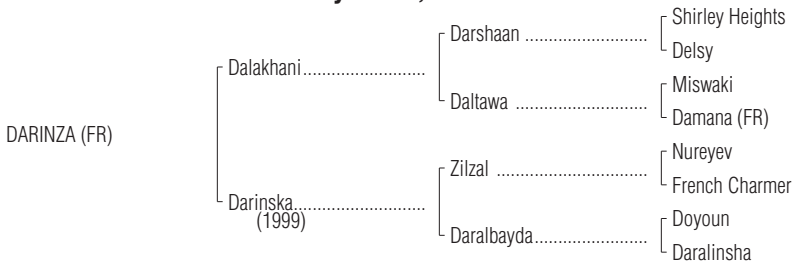 Shirley Heights
Darshaan ..............................
Delsy
Dalakhani..........................
Miswaki
Daltawa ................................
Damana (FR)
DARINZA (FR)
Nureyev
Zilzal .....................................
French Charmer
Darinska............................
(1999)
Doyoun
Daralbayda............................
Daralinsha